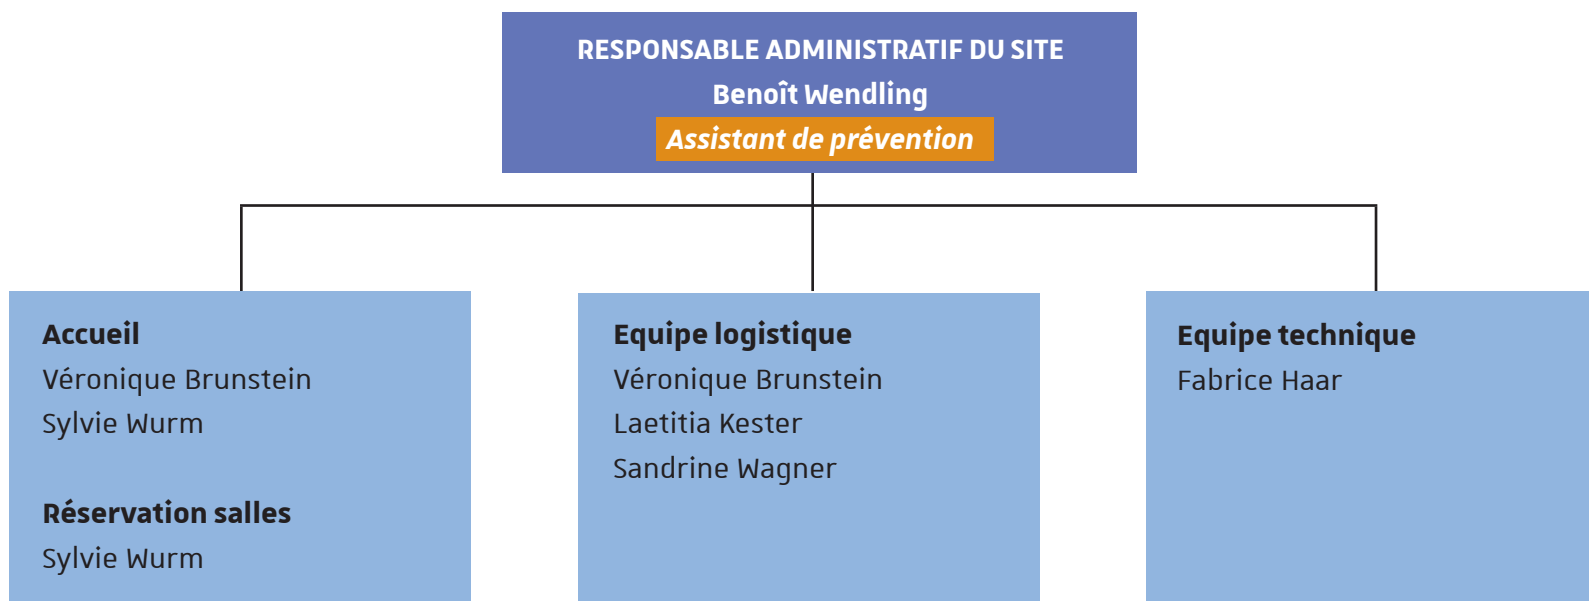 RESPONSABLE ADMINISTRATIF DU SITE
Benoît Wendling
Assistant de prévention
Accueil
Véronique Brunstein
Sylvie Wurm
Réservation salles
Sylvie Wurm
Equipe logistique
Véronique Brunstein
Laetitia Kester
Sandrine Wagner
Equipe technique
Fabrice Haar